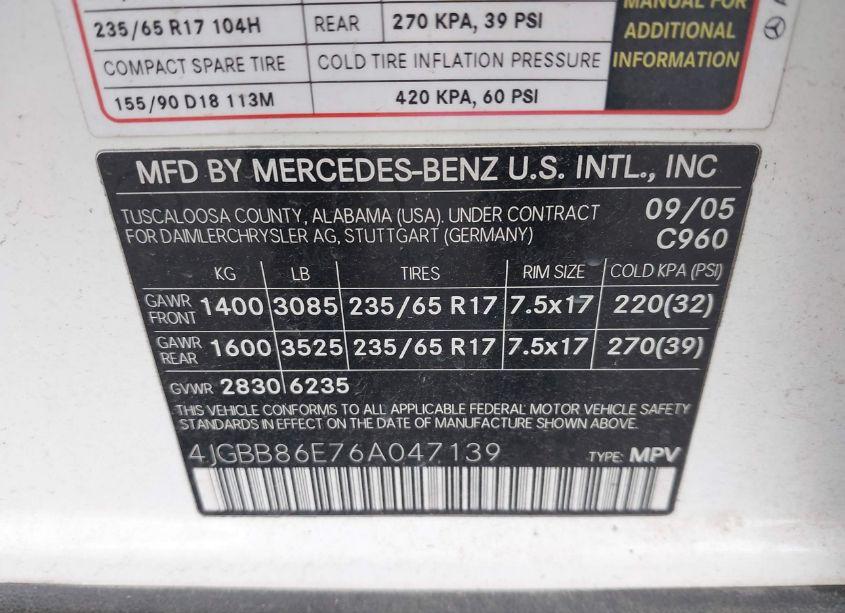 MANUAL FOR
235/65 R17 104H REAR 270 KPA, 39 PSI ADDITIONAL
COMPACT SPARE TIRE COLD TIRE INFLATION PRESSURE INFORMATION
155/90 D18 113M 420 KPA, 60 PSI
MFD BY MERCEDES-BENZ U.S. INTL., INC
TUSCALOOSA COUNTY, ALABAMA (USA). UNDER CONTRACT 09/05
FOR DAIMLERCHRYSLER AG, STUTTGART (GERMANY) C960
KG LB TIRES RIM SIZE COLD KPA (PSI)
GAWR FRONT 1400 3085 235/65 R17 7.5x17 220(32)
GAWR REAR 1600 3525 235/65 R17 7.5x17 270(39)
GVWR 2830 6235
THIS VEHICLE CONFORMS TO ALL APPLICABLE FEDERAL MOTOR VEHICLE SAFETY
STANDARDS IN EFFECT ON THE DATE OF MANUFACTURE SHOWN ABOVE.
4JGBB86E76A047139 TYPE: MPV